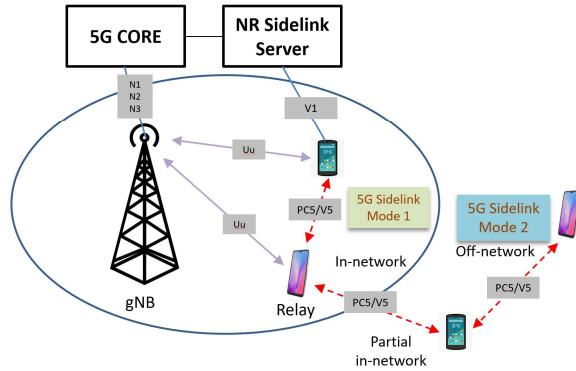 5G CORE
NR Sidelink
Server
N1
N2
N3
V1
Uu
PC5/V5
5G Sidelink
Mode 1
5G Sidelink
Mode 2
Uu
In-network
Off-network
gNB
Relay
PC5/V5
PC5/V5
Partial
in-network